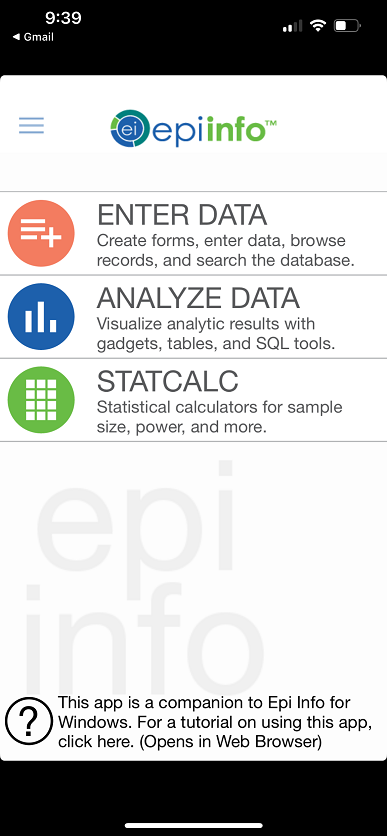 9:39
◀ Gmail
ei epiinfo™
ENTER DATA
Create forms, enter data, browse
records, and search the database.
ANALYZE DATA
Visualize analytic results with
gadgets, tables, and SQL tools.
STATCALC
Statistical calculators for sample
size, power, and more.
epi
info
?
This app is a companion to Epi Info for
Windows. For a tutorial on using this app,
click here. (Opens in Web Browser)